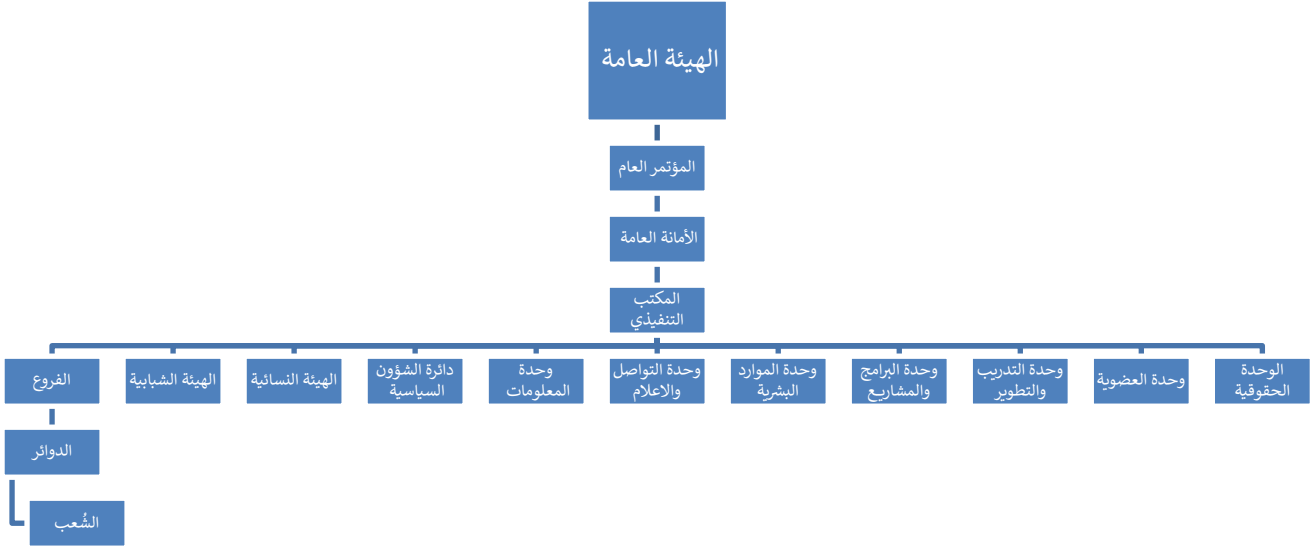 الهيئة العامة
المؤتمر العام
الأمانة العامة
المكتب
التنفيذي
الوحدة
الحقوقية
وحدة العضوية
وحدة التدريب
والتطوير
وحدة البرامج
والمشاريع
وحدة الموارد
البشرية
وحدة التواصل
والاعلام
وحدة
المعلومات
دائرة الشؤون
السياسية
الهيئة النسائية
الهيئة الشبابية
الفروع
الدوائر
الشُعب